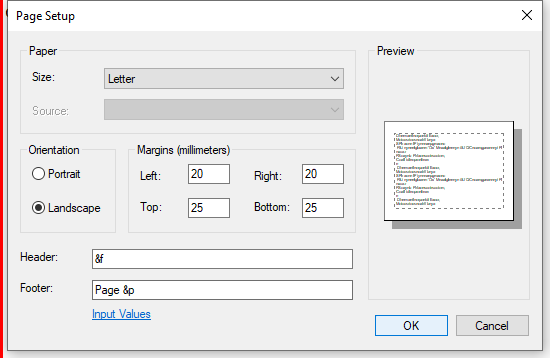 Page Setup
Paper
Size:
Letter
Source:
Orientation
Portrait
Landscape
Margins (millimeters)
Left:
20
Right:
20
Top:
25
Bottom:
25
Header:
&f
Footer:
Page &p
Input Values
Preview
OK
Cancel